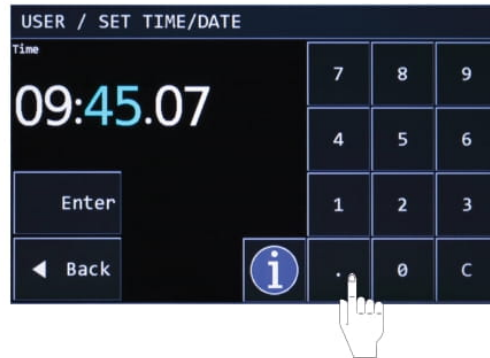 USER / SET TIME/DATE
Time
09:45.07
7 8 9
4 5 6
Enter
1 2 3
◀ Back
i . 0 C